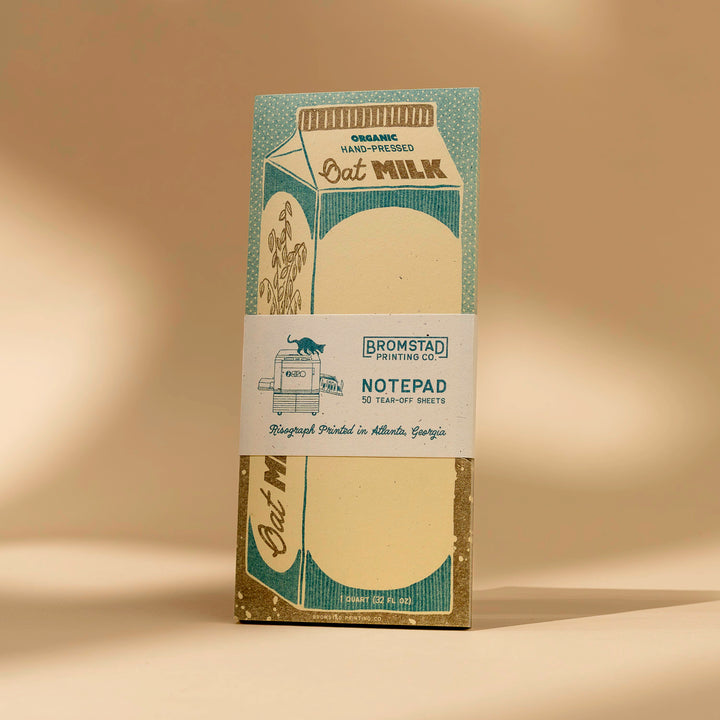 ORGANIC
HAND-PRESSED
Oat MILK
BROMSTAD
PRINTING CO.
NOTEPAD
50 TEAR-OFF SHEETS
Risograph Printed in Atlanta, Georgia
Oat M
1 QUART (32 FL OZ)
BROMSTAD PRINTING CO